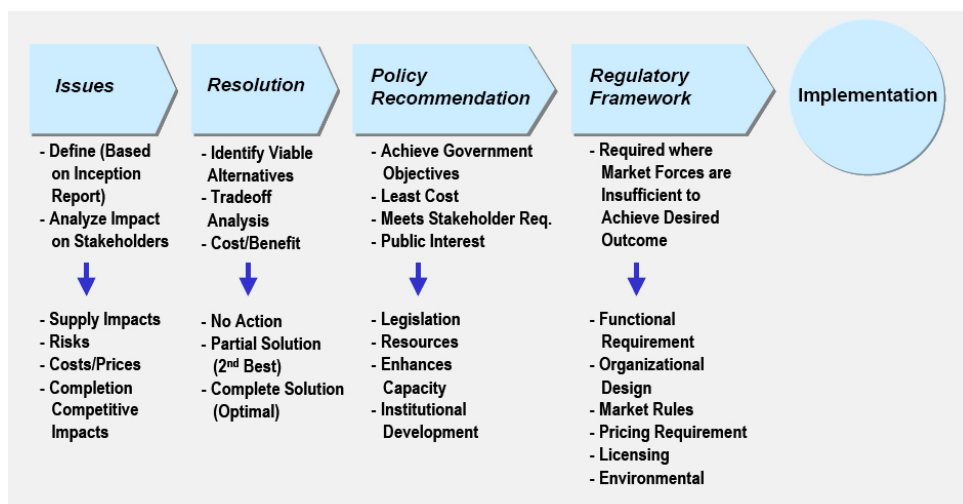 Issues
- Define (Based
on Inception
Report)
- Analyze Impact
on Stakeholders
- Supply Impacts
- Risks
- Costs/Prices
- Completion
Competitive
Impacts
Resolution
- Identify Viable
Alternatives
- Tradeoff
Analysis
- Cost/Benefit
- No Action
- Partial Solution
(2nd Best)
- Complete Solution
(Optimal)
Policy
Recommendation
- Achieve Government
Objectives
- Least Cost
- Meets Stakeholder Req.
- Public Interest
- Legislation
- Resources
- Enhances
Capacity
- Institutional
Development
Regulatory
Framework
- Required where
Market Forces are
Insufficient to
Achieve Desired
Outcome
- Functional
Requirement
- Organizational
Design
- Market Rules
- Pricing Requirement
- Licensing
- Environmental
Implementation